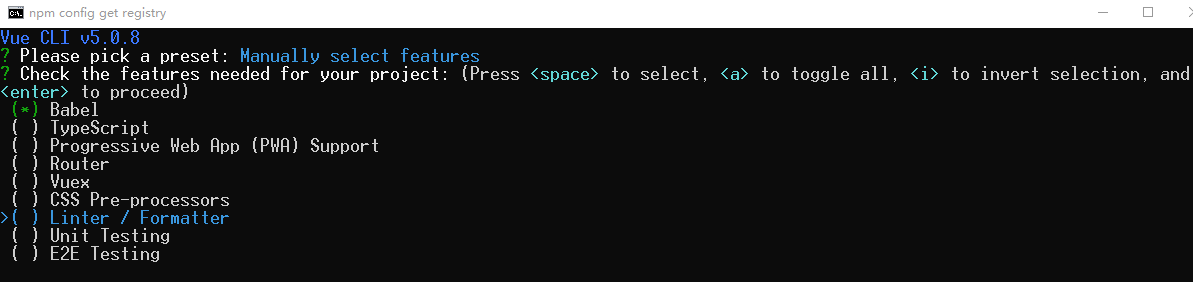 npm config get registry
Vue CLI v5.0.8
? Please pick a preset: Manually select features
? Check the features needed for your project: (Press <space> to select, <a> to toggle all, <i> to invert selection, and
<enter> to proceed)
(*) Babel
( ) TypeScript
( ) Progressive Web App (PWA) Support
( ) Router
( ) Vuex
( ) CSS Pre-processors
>( ) Linter / Formatter
( ) Unit Testing
( ) E2E Testing